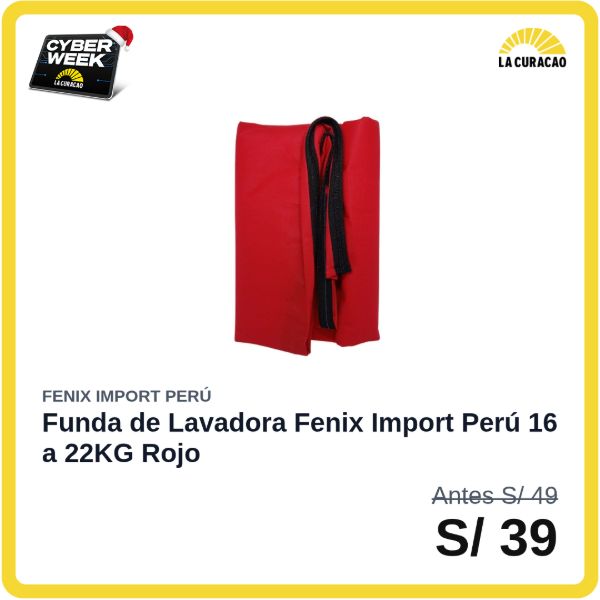 CYBER
WEEK
LA CURACAO
LA CURACAO
FENIX IMPORT PERÚ
Funda de Lavadora Fenix Import Perú 16
a 22KG Rojo
Antes S/ 49
S/ 39